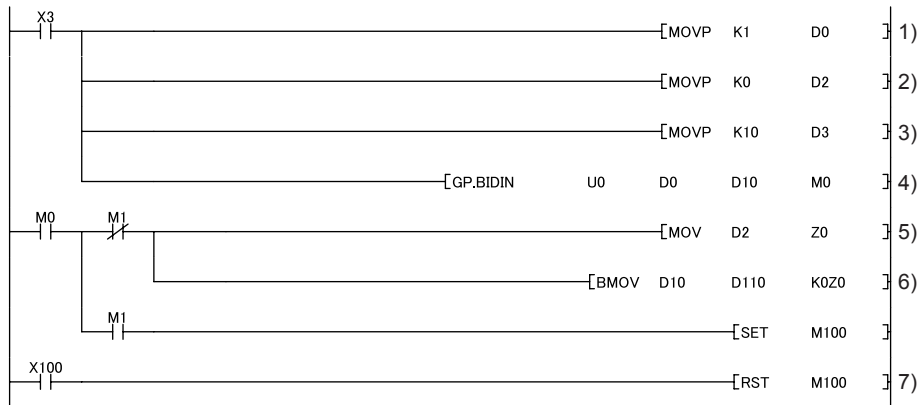 X3
[MOVP K1 D0 ] 1)
[MOVP K0 D2 ] 2)
[MOVP K10 D3 ] 3)
[GP.BIDIN U0 D0 D10 M0 ] 4)
M0 M1
[MOV D2 Z0 ] 5)
[BMOV D10 D110 K0Z0 ] 6)
M1
[SET M100 ]
X100
[RST M100 ] 7)